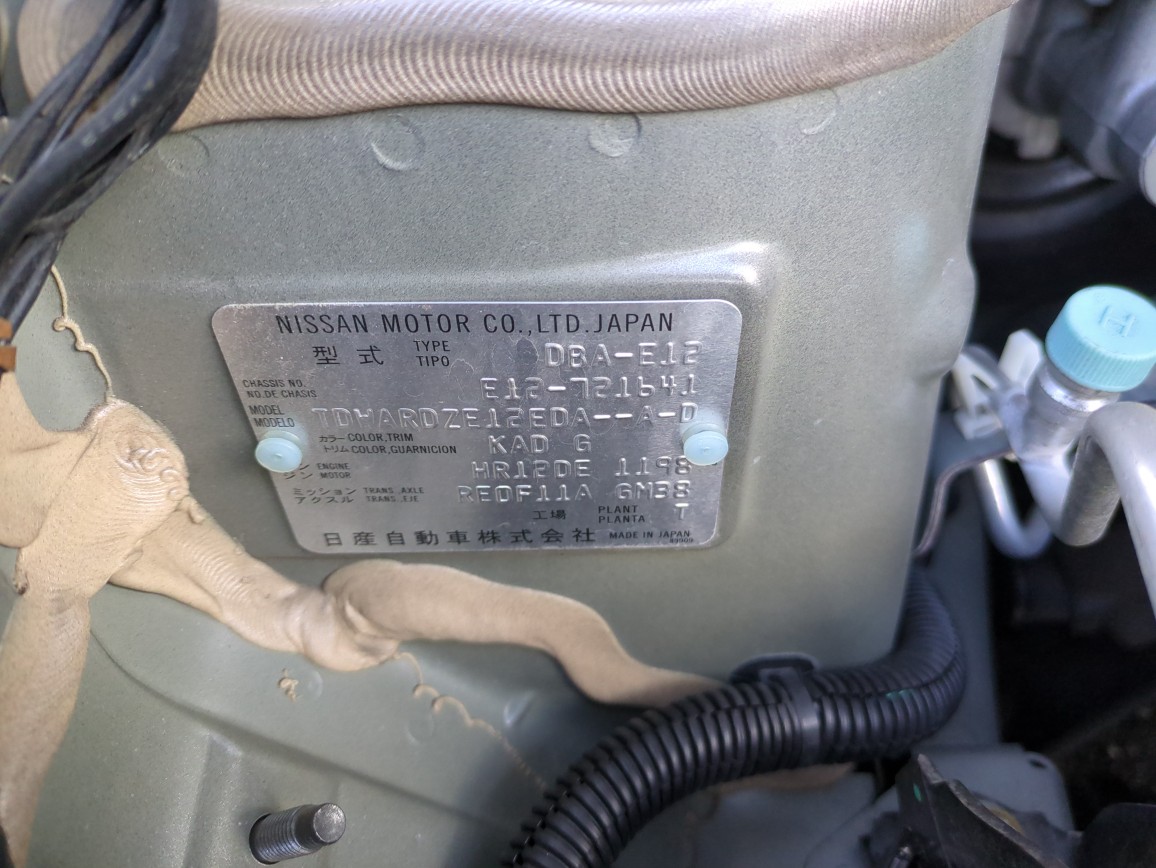 NISSAN MOTOR CO.,LTD.JAPAN
型式 TYPE TIPO DBA-E12
CHASSIS NO. NO.DE CHASIS E12-721641
MODEL MODELO TDWARDZE12EDA--A-D
カラー トリム COLOR,TRIM COLOR,GUARNICION KAD G
ENGINE MOTOR HR12DE 1198
ミッション アクスル TRANS.,AXLE TRANS.,EJE RE0F11A GM38
工場 PLANT PLANTA T
日産自動車株式会社 MADE IN JAPAN
H